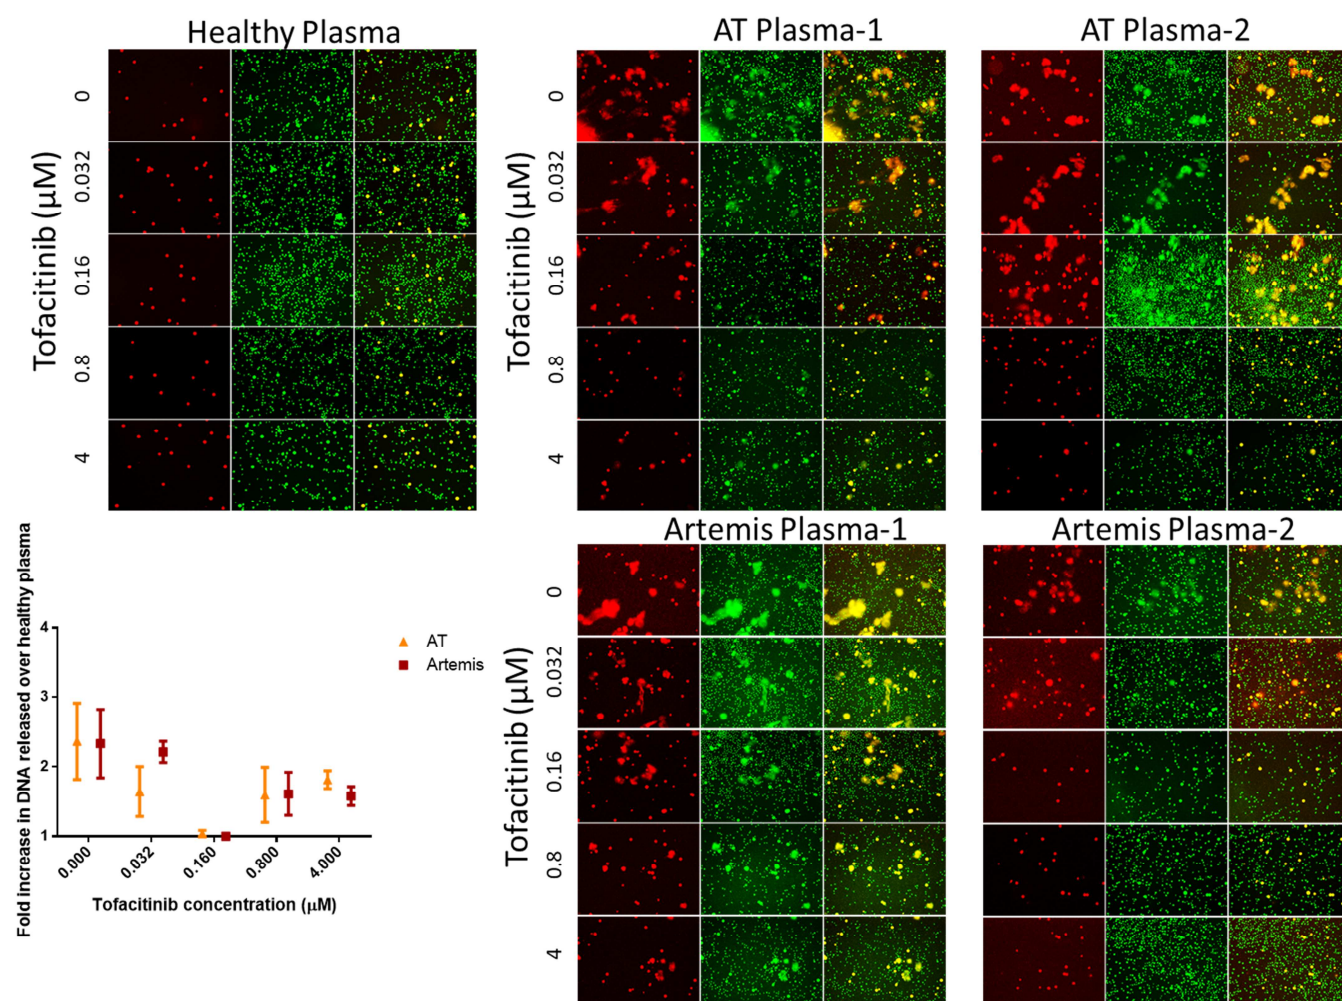 Healthy Plasma
Tofacitinib (μM)
0
0.032
0.16
0.8
4
AT Plasma-1
Tofacitinib (μM)
0
0.032
0.16
0.8
4
AT Plasma-2
Fold increase in DNA released over healthy plasma
4
3
2
1
0.000
0.032
0.160
0.800
4.000
Tofacitinib concentration (μM)
AT
Artemis
Artemis Plasma-1
Tofacitinib (μM)
0
0.032
0.16
0.8
4
Artemis Plasma-2